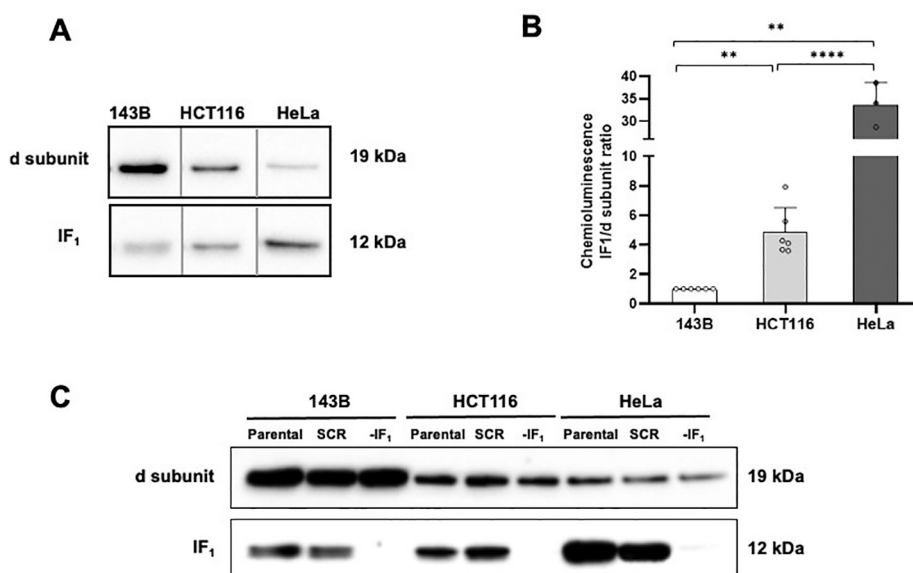 A
143B HCT116 HeLa
d subunit 19 kDa
IF₁ 12 kDa
B
** 
** ****
Chemioluminescence
IF1/d subunit ratio
40
35
30
8
6
4
2
0
143B HCT116 HeLa
C
143B HCT116 HeLa
Parental SCR -IF₁ Parental SCR -IF₁ Parental SCR -IF₁
d subunit 19 kDa
IF₁ 12 kDa